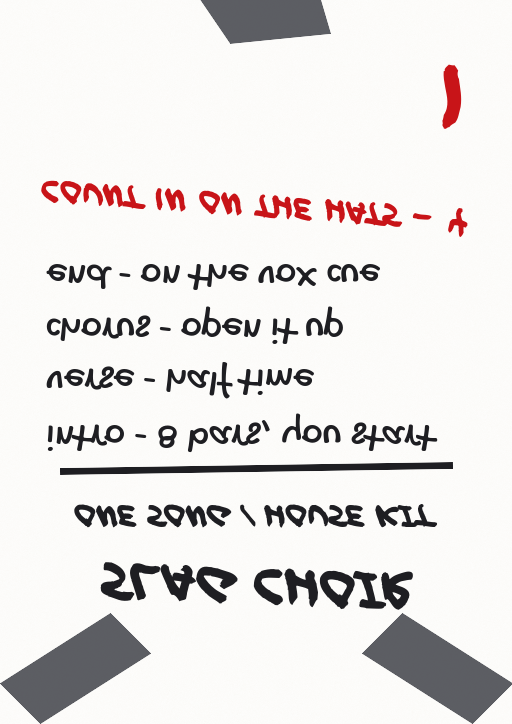 SLAG CHOIR
ONE SONG / HOUSE KIT
intro - 8 bars, you start
verse - half time
chorus - open it up
end - on the vox cue
COUNT IN ON THE HATS - 4